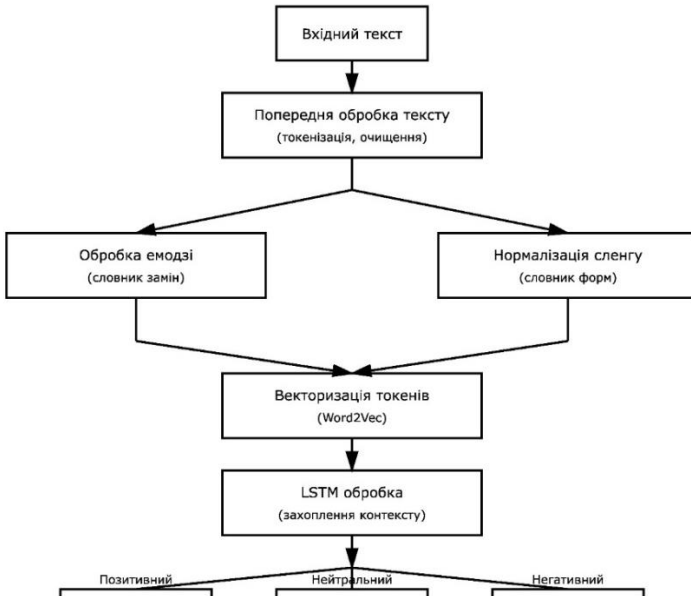 Вхідний текст
Попередня обробка тексту
(токенізація, очищення)
Обробка емодзі
(словник замін)
Нормалізація сленгу
(словник форм)
Векторизація токенів
(Word2Vec)
LSTM обробка
(захоплення контексту)
Позитивний
Нейтральний
Негативний